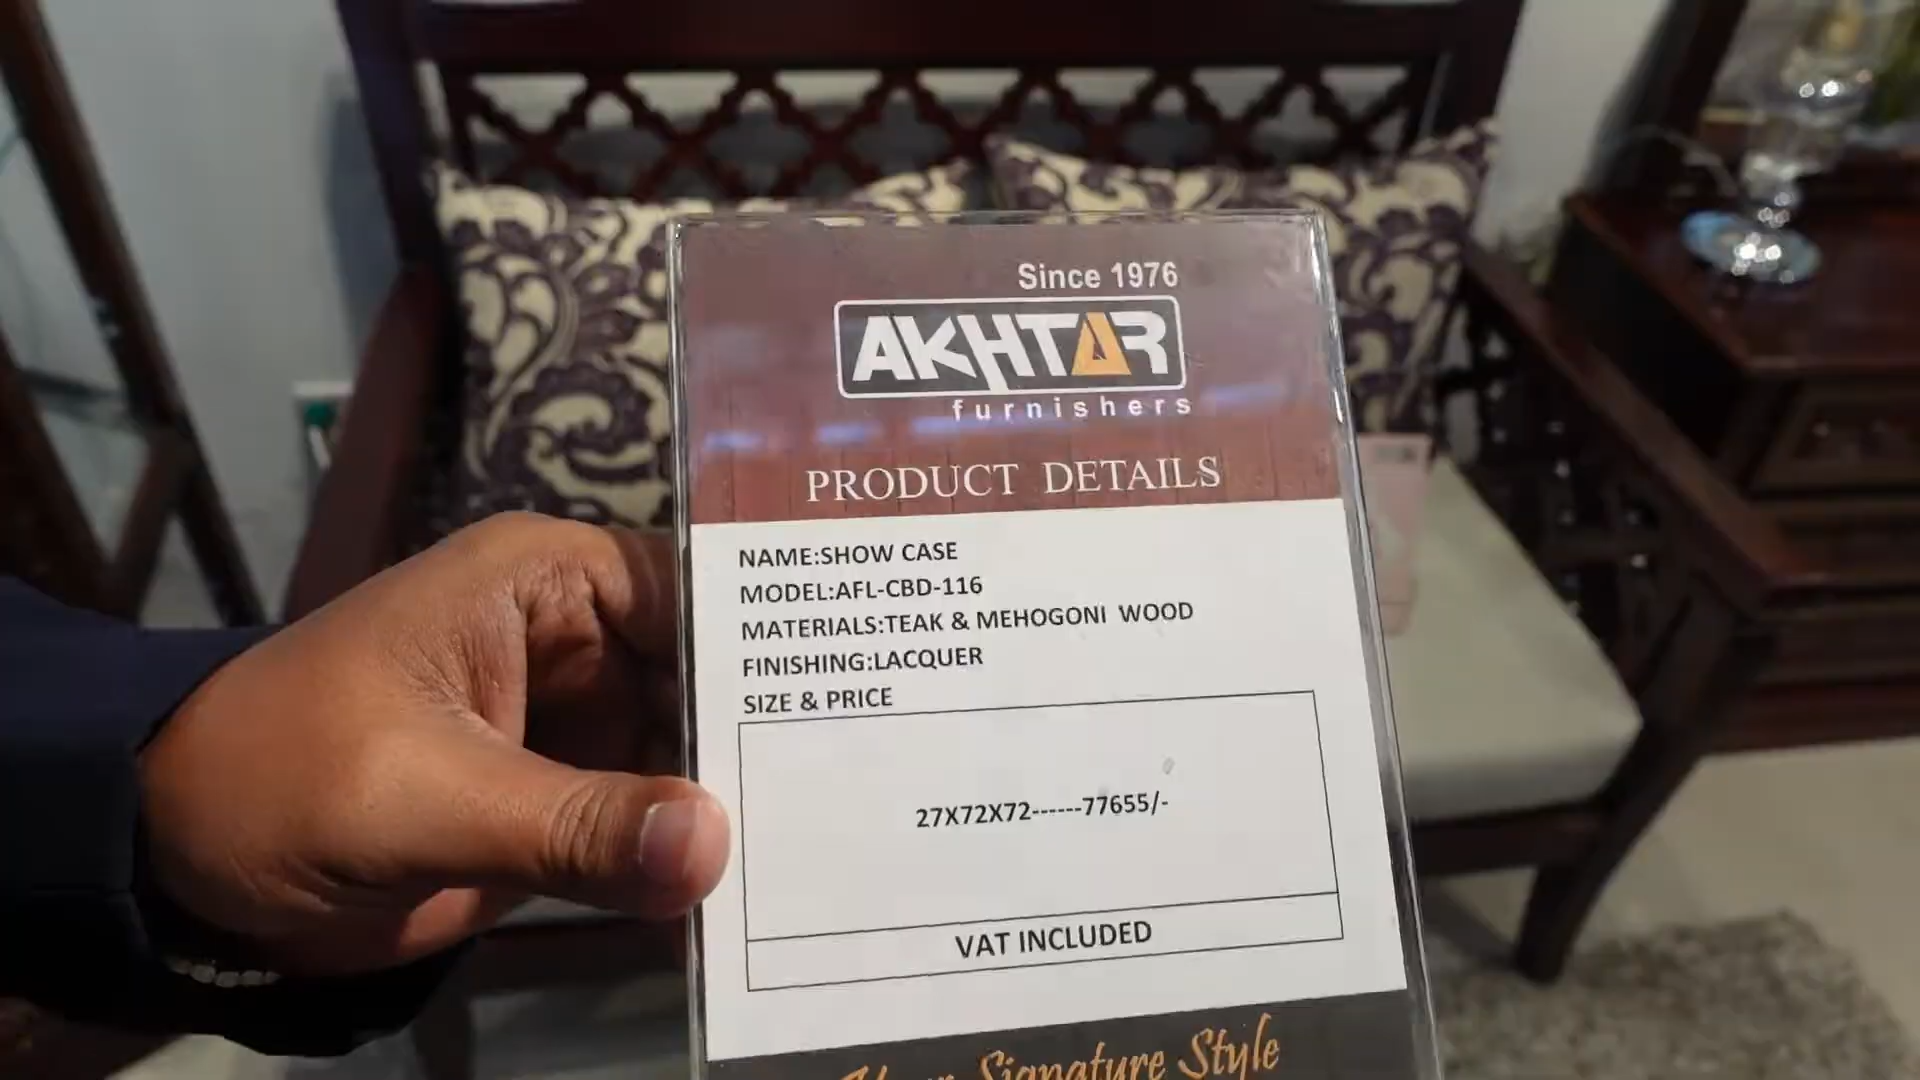 Since 1976
AKHTAR
furnishers
PRODUCT DETAILS
NAME:SHOW CASE
MODEL:AFL-CBD-116
MATERIALS:TEAK & MEHOGONI WOOD
FINISHING:LACQUER
SIZE & PRICE
27X72X72------77655/-
VAT INCLUDED
Signature Style